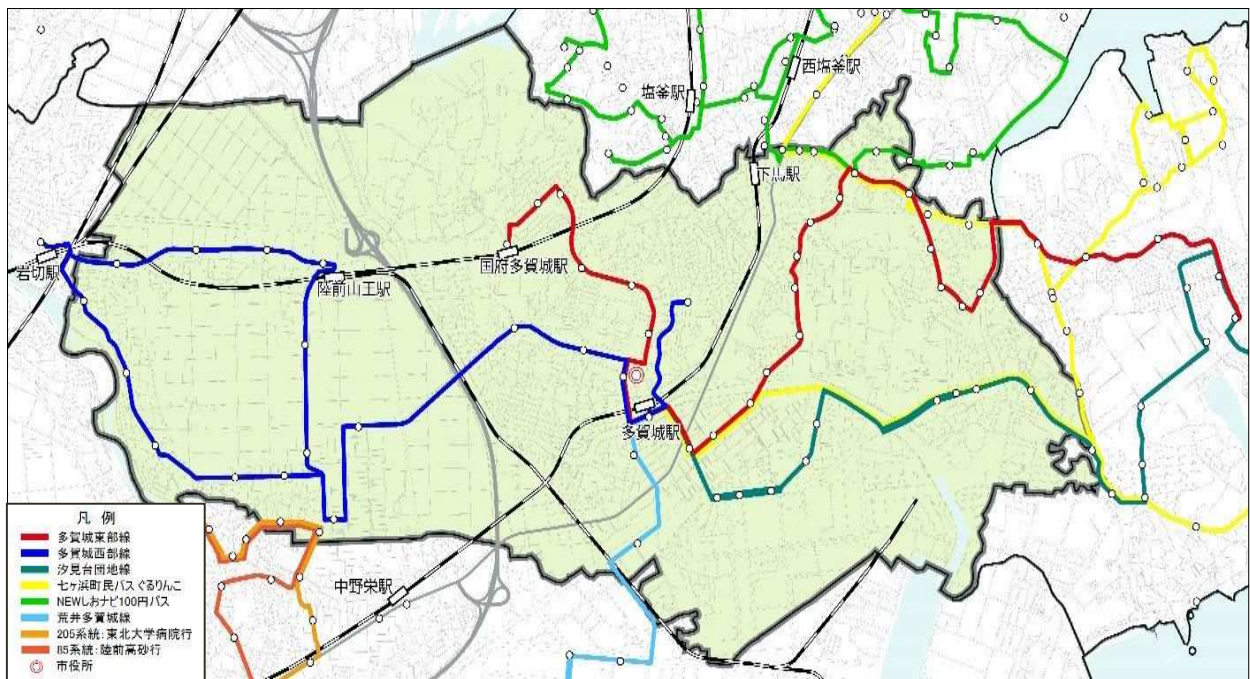 西塩釜駅
塩釜駅
下馬駅
国府多賀城駅
岩切駅
陸前山王駅
多賀城駅
中野栄駅
凡 例
多賀城東部線
多賀城西部線
汐見台団地線
七ヶ浜町民バスぐるりんこ
NEWしおナビ100円バス
荒井多賀城線
205系統:東北大学病院行
85系統:陸前高砂行
市役所